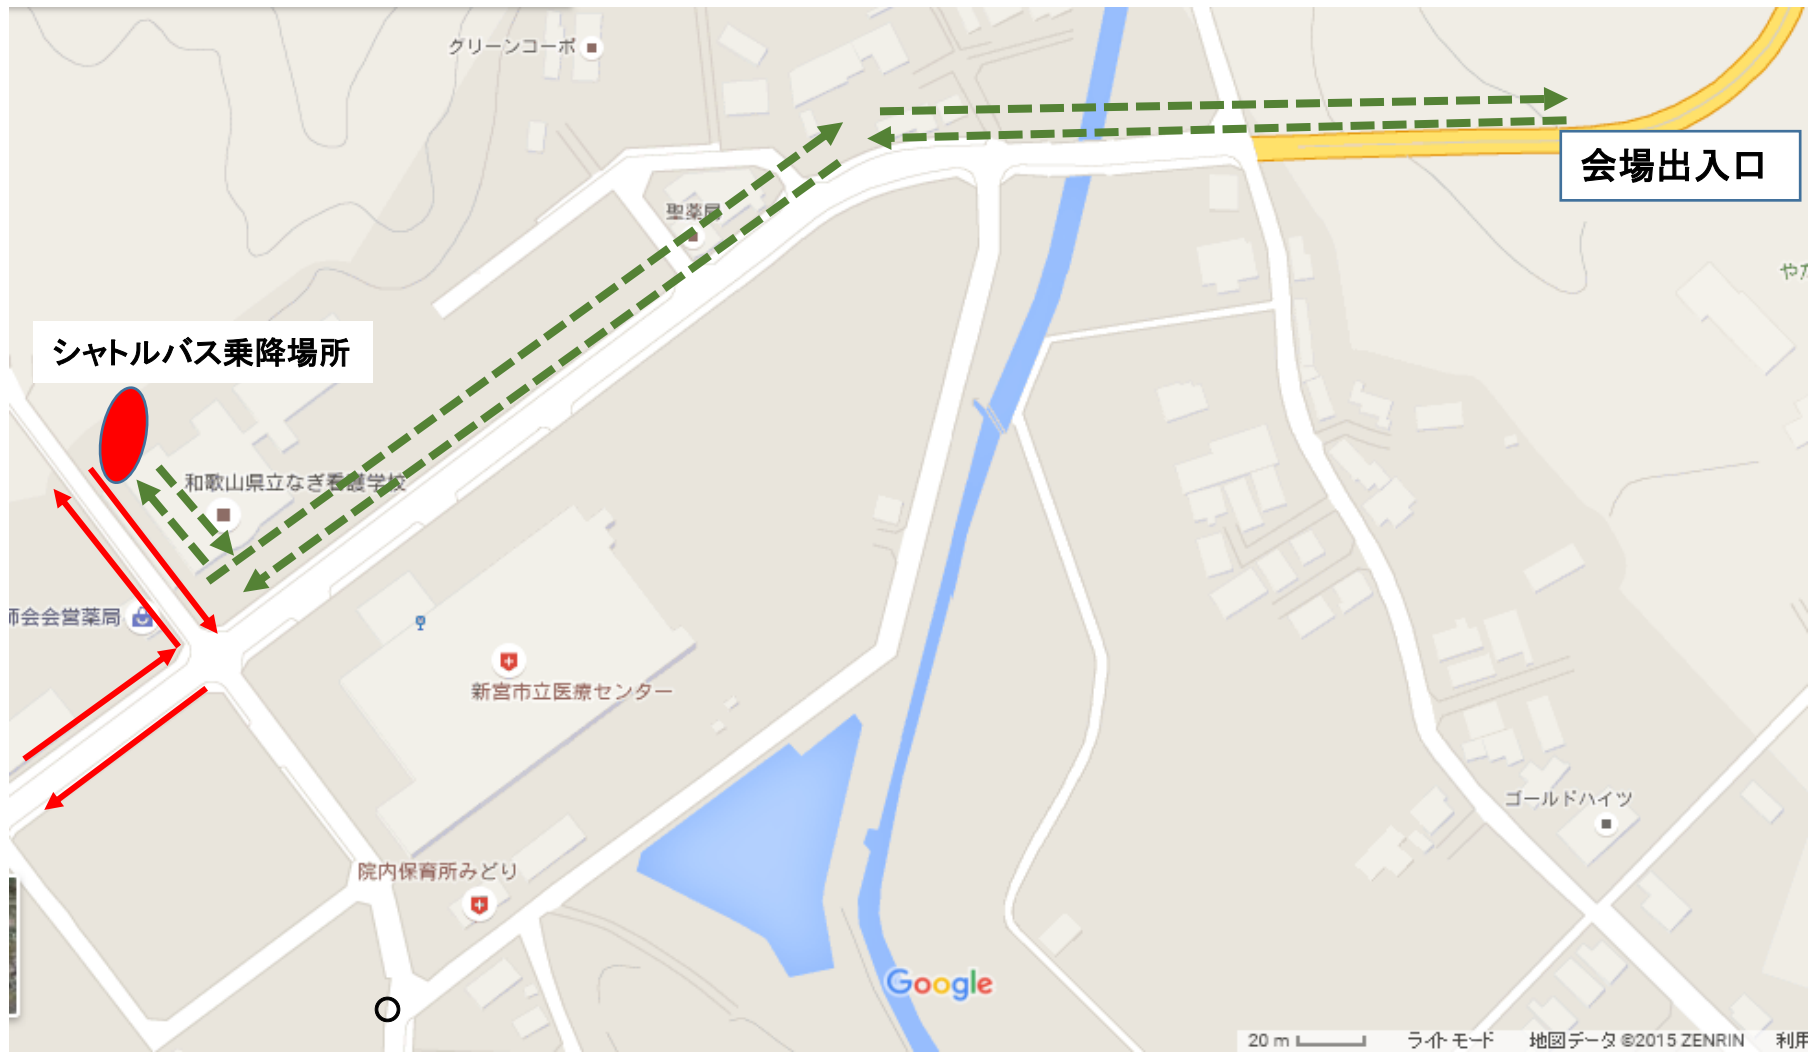 グリーンコーポ
会場出入口
聖薬局
シャトルバス乗降場所
和歌山県立なぎ看護学校
師会会営薬局
新宮市立医療センター
ゴールドハイツ
院内保育所みどり
Google
20 m ライト モード 地図データ ©2015 ZENRIN 利用